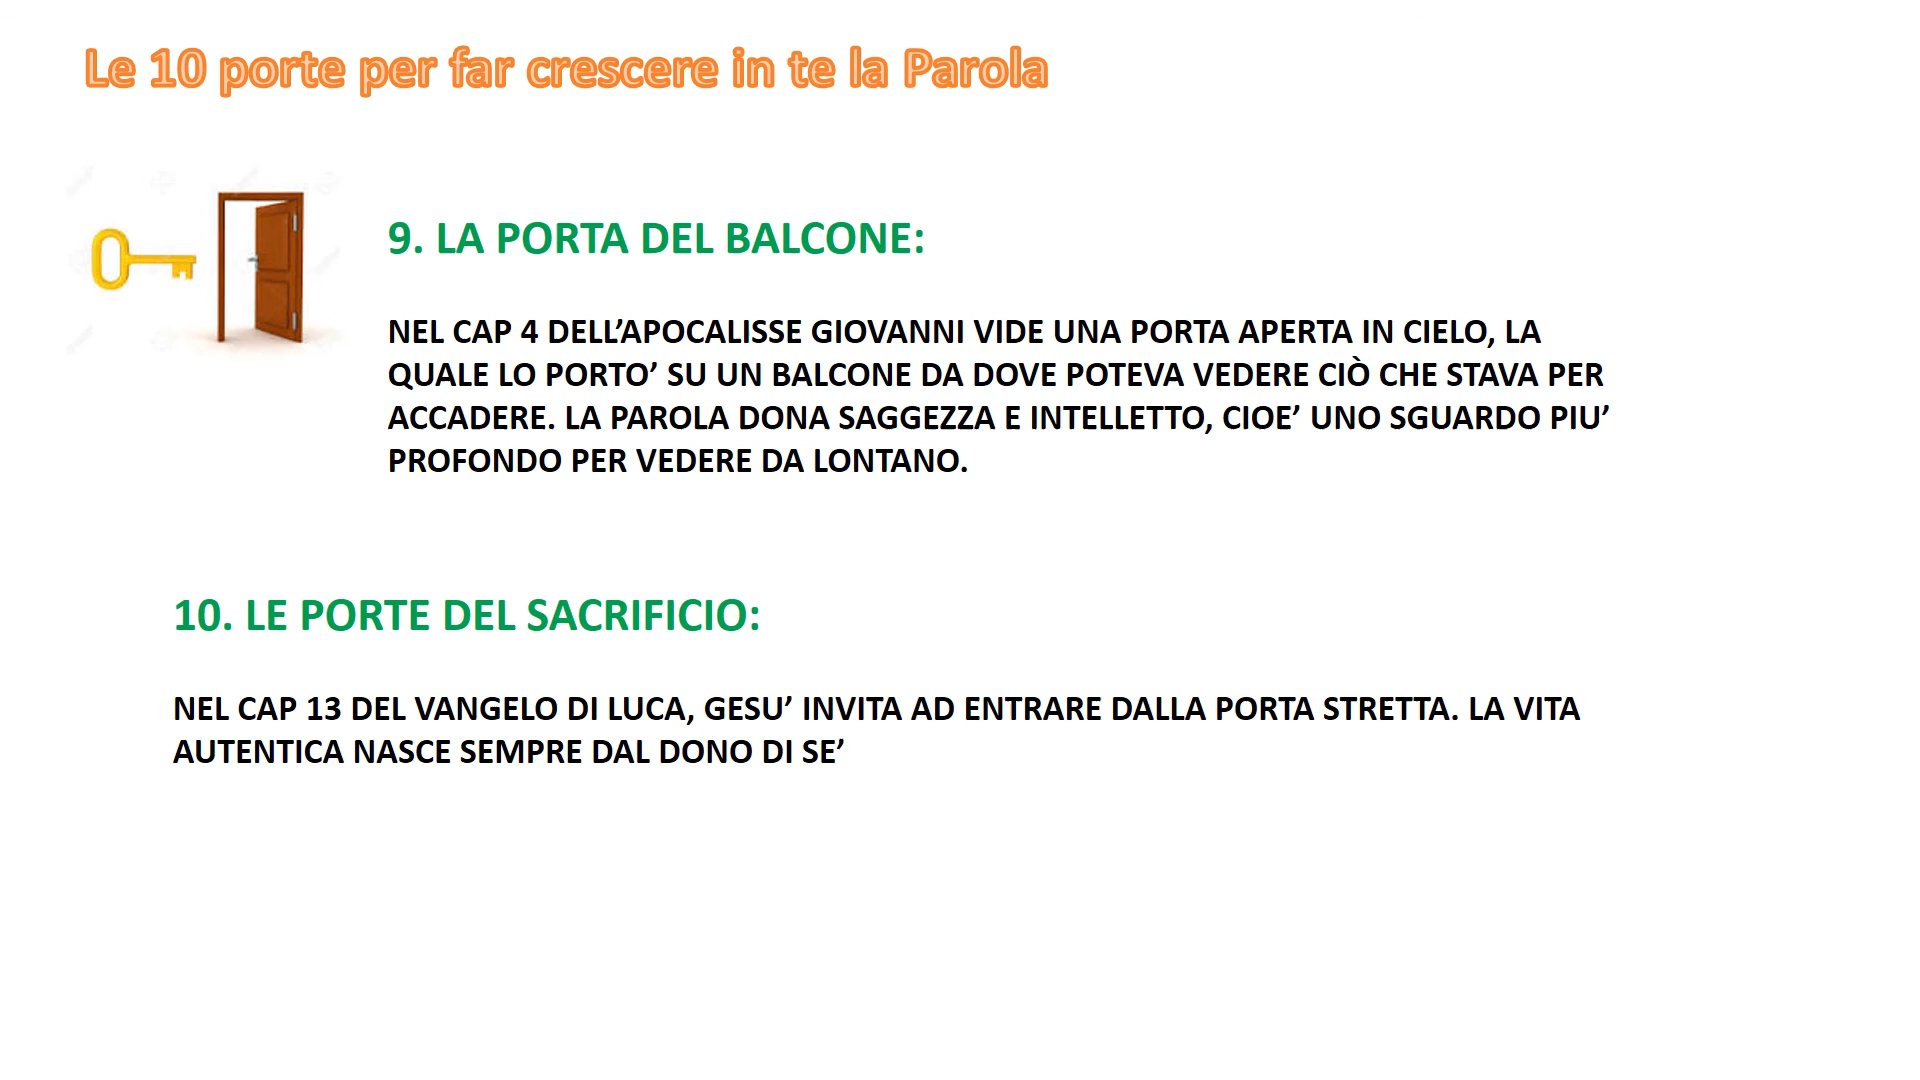 Le 10 porte per far crescere in te la Parola
9. LA PORTA DEL BALCONE:
NEL CAP 4 DELL’APOCALISSE GIOVANNI VIDE UNA PORTA APERTA IN CIELO, LA
QUALE LO PORTO’ SU UN BALCONE DA DOVE POTEVA VEDERE CIÒ CHE STAVA PER
ACCADERE. LA PAROLA DONA SAGGEZZA E INTELLETTO, CIOE’ UNO SGUARDO PIU’
PROFONDO PER VEDERE DA LONTANO.
10. LE PORTE DEL SACRIFICIO:
NEL CAP 13 DEL VANGELO DI LUCA, GESU’ INVITA AD ENTRARE DALLA PORTA STRETTA. LA VITA
AUTENTICA NASCE SEMPRE DAL DONO DI SE’